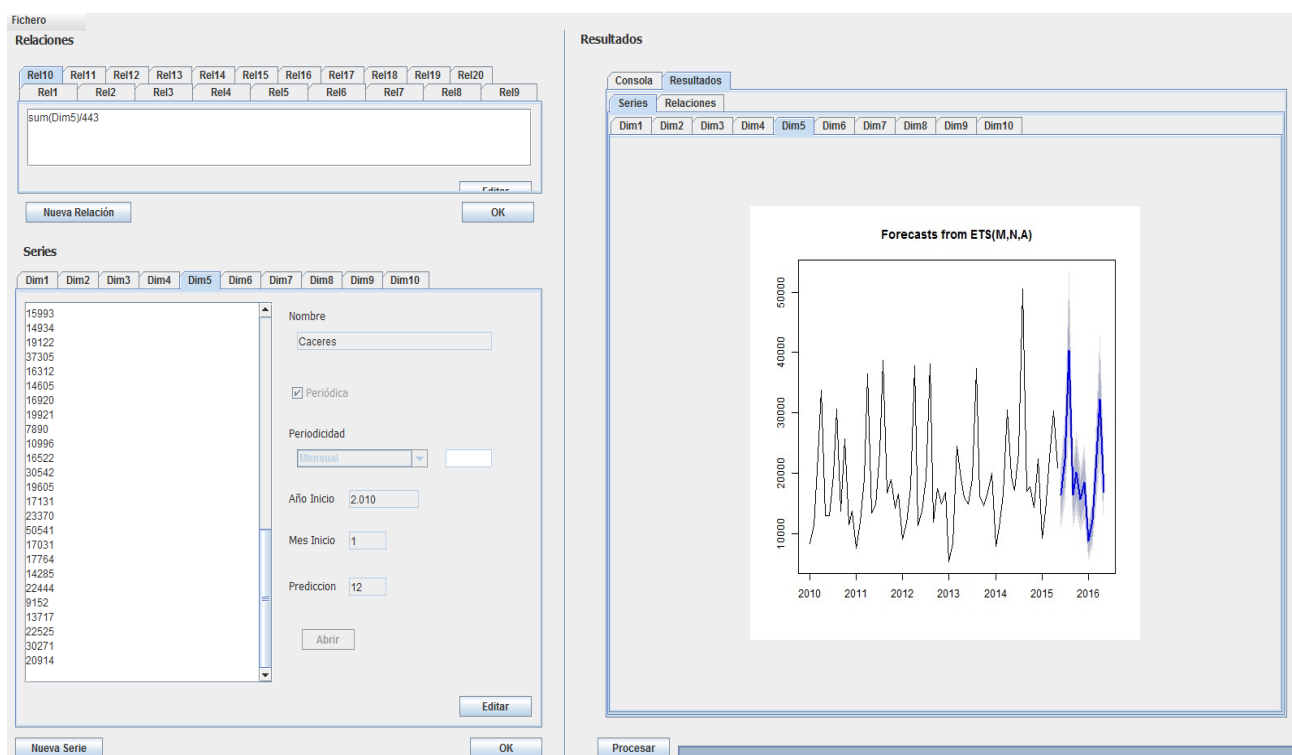 Fichero
Relaciones
Rel10 Rel11 Rel12 Rel13 Rel14 Rel15 Rel16 Rel17 Rel18 Rel19 Rel20
Rel1 Rel2 Rel3 Rel4 Rel5 Rel6 Rel7 Rel8 Rel9
sum(Dim5)/443
Editar
Nueva Relación
OK
Series
Dim1 Dim2 Dim3 Dim4 Dim5 Dim6 Dim7 Dim8 Dim9 Dim10
15993
14934
19122
37305
16312
14605
16920
19921
7890
10996
16522
30542
19605
17131
23370
50541
17031
17764
14285
22444
9152
13717
22525
30271
20914
Nombre
Caceres
Periódica
Periodicidad
Mensual
Año Inicio 2.010
Mes Inicio 1
Prediccion 12
Abrir
Editar
Nueva Serie
OK
Resultados
Consola Resultados
Series Relaciones
Dim1 Dim2 Dim3 Dim4 Dim5 Dim6 Dim7 Dim8 Dim9 Dim10
Forecasts from ETS(M,N,A)
50000
40000
30000
20000
10000
2010 2011 2012 2013 2014 2015 2016
Procesar